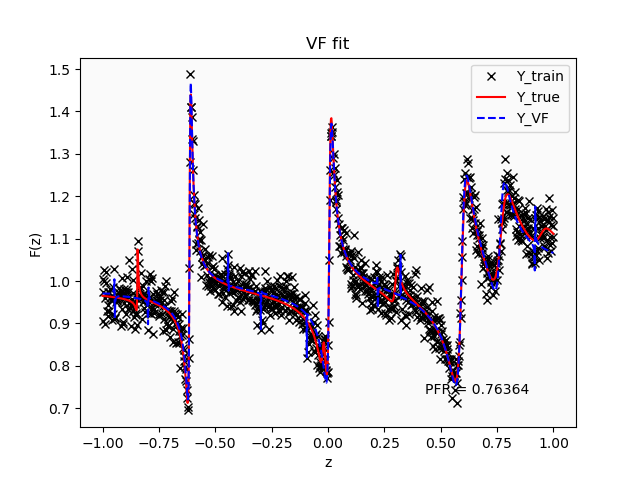 VF fit
Y_train
Y_true
Y_VF
F(z)
1.5
1.4
1.3
1.2
1.1
1.0
0.9
0.8
0.7
PFR = 0.76364
−1.00 −0.75 −0.50 −0.25 0.00 0.25 0.50 0.75 1.00
z